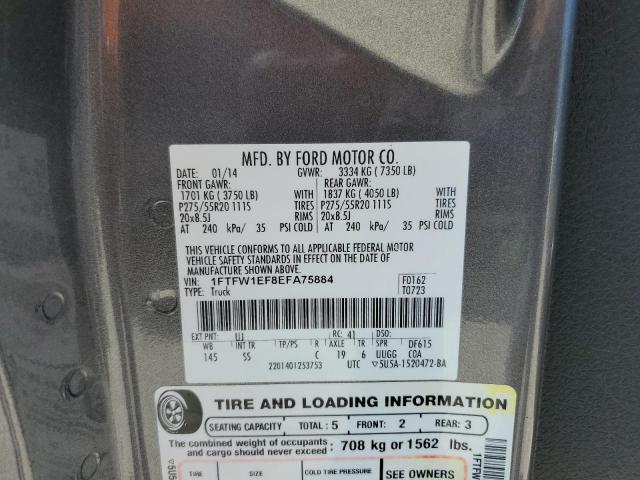 MFD. BY FORD MOTOR CO.
DATE: 01/14 GVWR: 3334 KG ( 7350 LB)
FRONT GAWR: REAR GAWR:
1701 KG ( 3750 LB) WITH 1837 KG ( 4050 LB) WITH
P275/55R20 111S TIRES P275/55R20 111S TIRES
20x8.5J RIMS 20x8.5J RIMS
AT 240 kPa/ 35 PSI COLD AT 240 kPa/ 35 PSI COLD
THIS VEHICLE CONFORMS TO ALL APPLICABLE FEDERAL MOTOR
VEHICLE SAFETY STANDARDS IN EFFECT ON THE DATE OF
MANUFACTURE SHOWN ABOVE.
VIN: 1FTFW1EF8EFA75884 F0162
TYPE: Truck T0723
EXT PNT: UJ RC: 41 DSO:
WB INT TR TP/PS R AXLE TR SPR DF615
145 SS C 19 6 UUGG COA
2201401253753 UTC ▽5U5A-1520472-BA
TIRE AND LOADING INFORMATION
SEATING CAPACITY TOTAL : 5 FRONT: 2 REAR: 3
The combined weight of occupants
and cargo should never exceed: 708 kg or 1562 lbs.
TIRE SIZE COLD TIRE PRESSURE SEE OWNERS